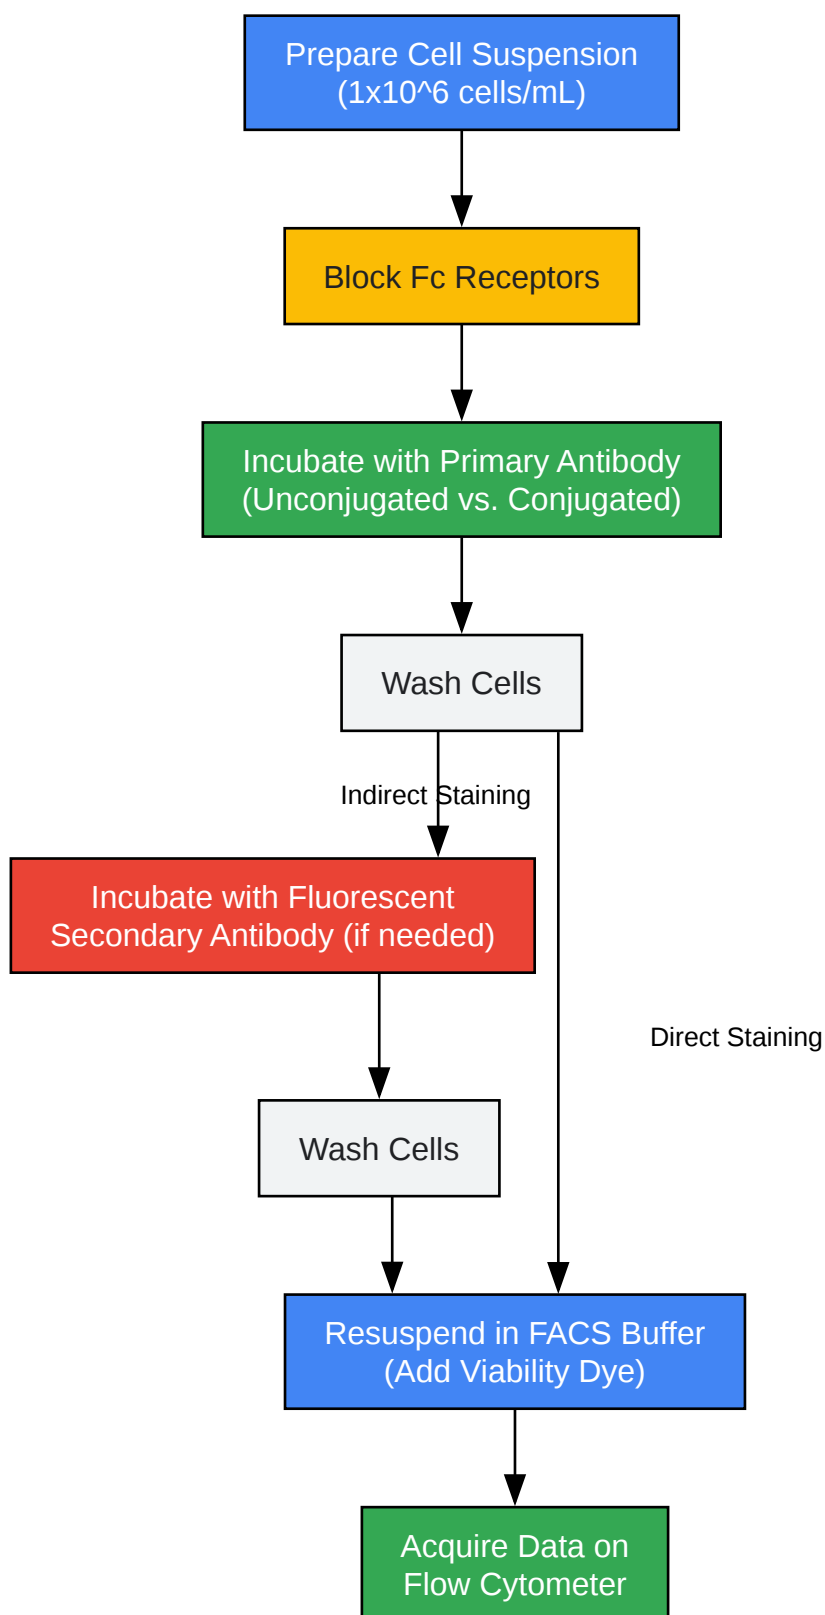 Prepare Cell Suspension
(1x10^6 cells/mL)
Block Fc Receptors
Incubate with Primary Antibody
(Unconjugated vs. Conjugated)
Wash Cells
Indirect Staining
Incubate with Fluorescent
Secondary Antibody (if needed)
Direct Staining
Wash Cells
Resuspend in FACS Buffer
(Add Viability Dye)
Acquire Data on
Flow Cytometer